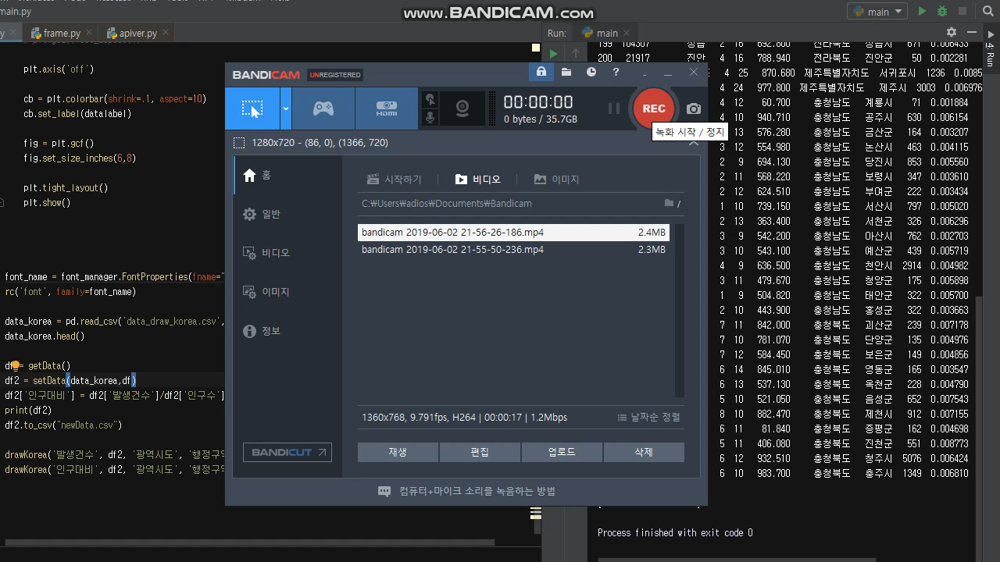 www.BANDICAM.com
main.py
main
frame.py
apiver.py
Run:
main
plt.axis('off')
cb = plt.colorbar(shrink=.1, aspect=10)
cb.set_label(datalabel)
fig = plt.gcf()
fig.set_size_inches(6,8)
plt.tight_layout()
plt.show()
font_name = font_manager.FontProperties(fname="
rc('font', family=font_name)
data_korea = pd.read_csv('data_draw_korea.csv',
data_korea.head()
df = getData()
df2 = setData(data_korea,df)
df2['인구대비'] = df2['발생건수']/df2['인구수']
print(df2)
df2.to_csv("newData.csv")
drawKorea('발생건수', df2, '광역시도', '행정구역
drawKorea('인구대비', df2, '광역시도', '행정구역
BANDICAM UNREGISTERED
HDMI
00:00:00
0 bytes / 35.7GB
REC
녹화 시작 / 정지
1280x720 - (86, 0), (1366, 720)
홈
일반
비디오
이미지
정보
BANDICUT
시작하기
비디오
이미지
C:₩Users₩adios₩Documents₩Bandicam
/
bandicam 2019-06-02 21-56-26-186.mp4 2.4MB
bandicam 2019-06-02 21-55-50-236.mp4 2.3MB
1360x768, 9.791fps, H264 | 00:00:17 | 1.2Mbps
날짜순 정렬
재생 편집 업로드 삭제
컴퓨터+마이크 소리를 녹음하는 방법
4: Run
199 104307 정읍 4 16 692.800 전라북도 정읍시 671 0.006433
200 21917 진안 4 16 788.940 전라북도 진안군 50 0.002281
4 25 870.680 제주특별자치도 서귀포시 1336 0.0085
4 24 977.800 제주특별자치도 제주시 3003 0.006976
4 12 60.700 충청남도 계룡시 71 0.001884
4 10 940.710 충청남도 공주시 630 0.006154
4 13 576.280 충청남도 금산군 164 0.003207
3 12 554.980 충청남도 논산시 463 0.004115
2 9 694.130 충청남도 당진시 853 0.005560
2 11 568.220 충청남도 보령시 347 0.003610
2 12 624.510 충청남도 부여군 222 0.003434
1 10 739.150 충청남도 서산시 797 0.005020
2 13 363.400 충청남도 서천군 326 0.006296
3 9 542.200 충청남도 아산시 762 0.002703
3 10 543.100 충청남도 예산군 439 0.005719
4 9 636.500 충청남도 천안시 2914 0.004982
3 11 479.670 충청남도 청양군 175 0.005898
1 9 504.820 충청남도 태안군 322 0.005700
2 10 443.900 충청남도 홍성군 322 0.003663
7 11 842.000 충청북도 괴산군 239 0.007178
7 10 781.070 충청북도 단양군 135 0.004976
7 12 584.450 충청북도 보은군 149 0.004856
6 14 845.010 충청북도 영동군 165 0.003547
6 13 537.130 충청북도 옥천군 228 0.004790
5 10 521.050 충청북도 음성군 652 0.007543
8 10 882.470 충청북도 제천시 912 0.007155
6 11 81.840 충청북도 증평군 162 0.004698
5 11 406.080 충청북도 진천군 551 0.008773
6 12 932.510 충청북도 청주시 5076 0.006424
6 10 983.700 충청북도 충주시 1349 0.006810
Process finished with exit code 0